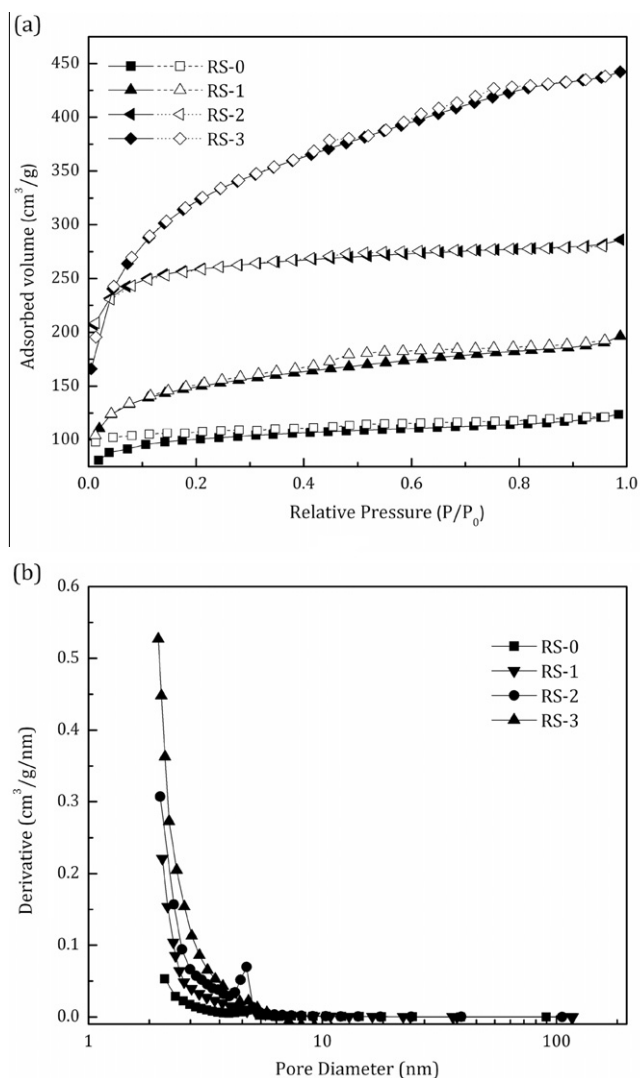 (a)
450
400
350
300
250
200
150
100
RS-0
RS-1
RS-2
RS-3
Adsorbed volume (cm³/g)
0.0 0.2 0.4 0.6 0.8 1.0
Relative Pressure (P/P₀)
(b)
0.6
0.5
0.4
0.3
0.2
0.1
0.0
RS-0
RS-1
RS-2
RS-3
Derivative (cm³/g/nm)
1 10 100
Pore Diameter (nm)